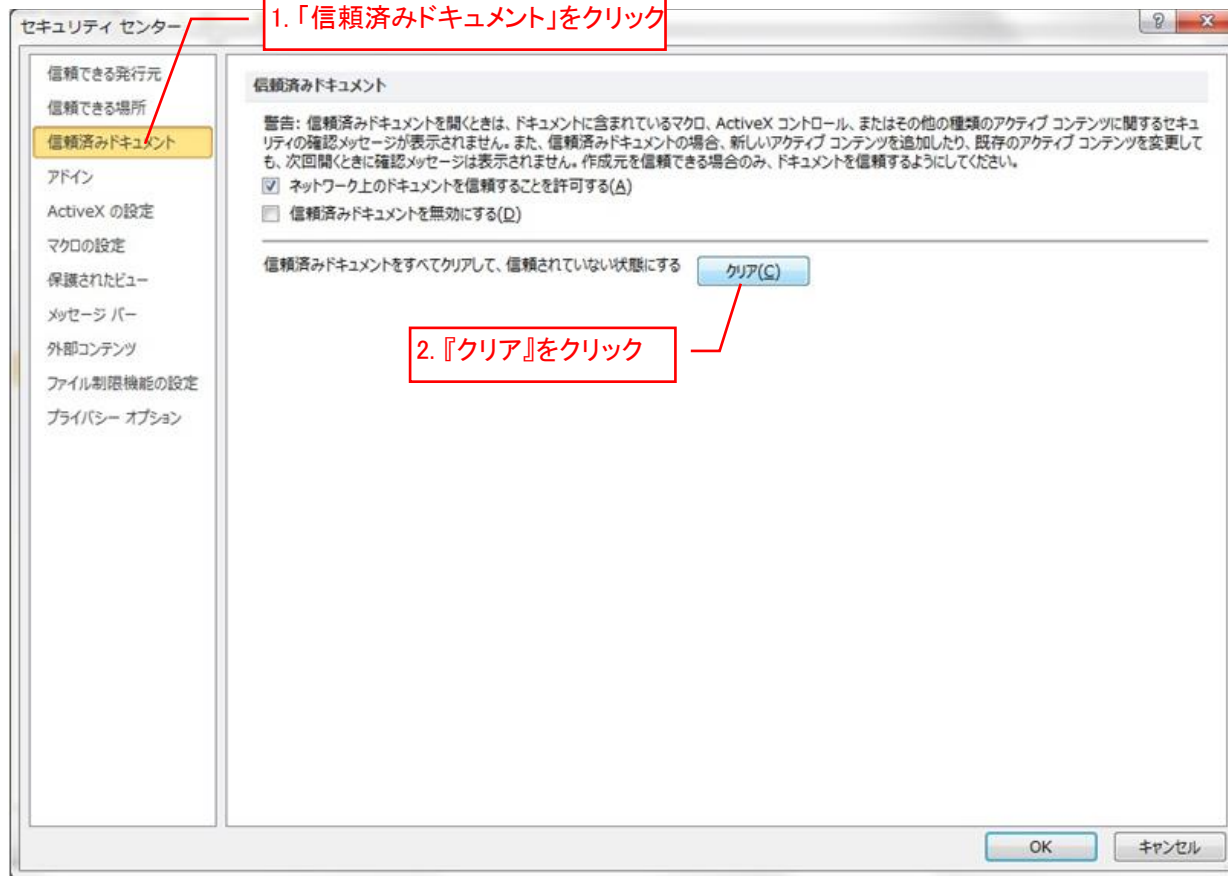 セキュリティ センター
1. 「信頼済みドキュメント」をクリック
信頼できる発行元
信頼できる場所
信頼済みドキュメント
アドイン
ActiveX の設定
マクロの設定
保護されたビュー
メッセージ バー
外部コンテンツ
ファイル制限機能の設定
プライバシー オプション
信頼済みドキュメント
警告: 信頼済みドキュメントを開くときは、ドキュメントに含まれているマクロ、ActiveX コントロール、またはその他の種類のアクティブ コンテンツに関するセキュ
リティの確認メッセージが表示されません。また、信頼済みドキュメントの場合、新しいアクティブ コンテンツを追加したり、既存のアクティブ コンテンツを変更して
も、次回開くときに確認メッセージは表示されません。作成元を信頼できる場合のみ、ドキュメントを信頼するようにしてください。
ネットワーク上のドキュメントを信頼することを許可する(A)
信頼済みドキュメントを無効にする(D)
信頼済みドキュメントをすべてクリアして、信頼されていない状態にする
クリア(C)
2. 『クリア』をクリック
OK
キャンセル